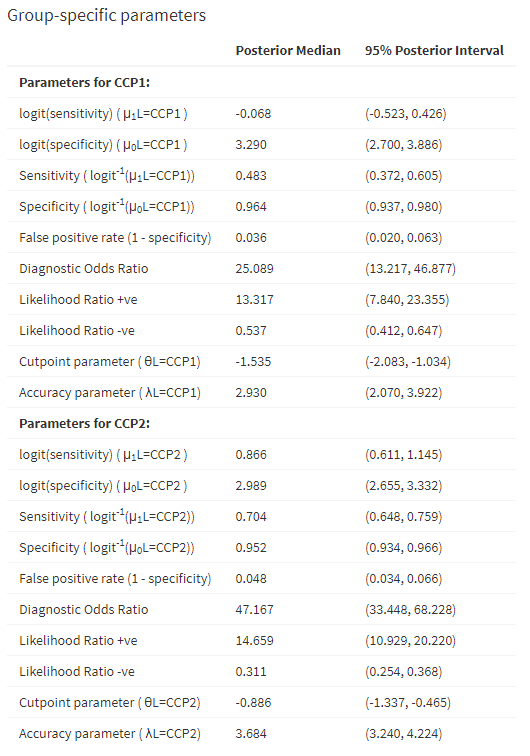 Group-specific parameters
Posterior Median 95% Posterior Interval
Parameters for CCP1:
logit(sensitivity) ( μ₁L=CCP1 ) -0.068 (-0.523, 0.426)
logit(specificity) ( μ₀L=CCP1 ) 3.290 (2.700, 3.886)
Sensitivity ( logit⁻¹(μ₁L=CCP1)) 0.483 (0.372, 0.605)
Specificity ( logit⁻¹(μ₀L=CCP1)) 0.964 (0.937, 0.980)
False positive rate (1 - specificity) 0.036 (0.020, 0.063)
Diagnostic Odds Ratio 25.089 (13.217, 46.877)
Likelihood Ratio +ve 13.317 (7.840, 23.355)
Likelihood Ratio -ve 0.537 (0.412, 0.647)
Cutpoint parameter ( θL=CCP1) -1.535 (-2.083, -1.034)
Accuracy parameter ( λL=CCP1) 2.930 (2.070, 3.922)
Parameters for CCP2:
logit(sensitivity) ( μ₁L=CCP2 ) 0.866 (0.611, 1.145)
logit(specificity) ( μ₀L=CCP2 ) 2.989 (2.655, 3.332)
Sensitivity ( logit⁻¹(μ₁L=CCP2)) 0.704 (0.648, 0.759)
Specificity ( logit⁻¹(μ₀L=CCP2)) 0.952 (0.934, 0.966)
False positive rate (1 - specificity) 0.048 (0.034, 0.066)
Diagnostic Odds Ratio 47.167 (33.448, 68.228)
Likelihood Ratio +ve 14.659 (10.929, 20.220)
Likelihood Ratio -ve 0.311 (0.254, 0.368)
Cutpoint parameter ( θL=CCP2) -0.886 (-1.337, -0.465)
Accuracy parameter ( λL=CCP2) 3.684 (3.240, 4.224)